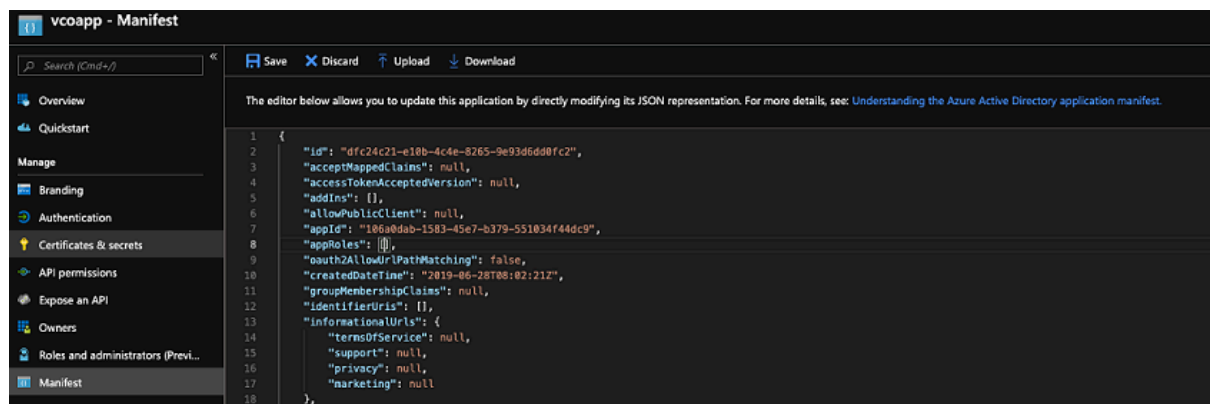 vcoapp - Manifest
Search (Cmd+/)
«
Overview
Quickstart
Manage
Branding
Authentication
Certificates & secrets
API permissions
Expose an API
Owners
Roles and administrators (Previ...
Manifest
Save Discard Upload Download
The editor below allows you to update this application by directly modifying its JSON representation. For more details, see: Understanding the Azure Active Directory application manifest.
1 {
2 "id": "dfc24c21-e10b-4c4e-8265-9e93d6dd0fc2",
3 "acceptMappedClaims": null,
4 "accessTokenAcceptedVersion": null,
5 "addIns": [],
6 "allowPublicClient": null,
7 "appId": "106a0dab-1583-45e7-b379-551034f44dc9",
8 "appRoles": [],
9 "oauth2AllowUrlPathMatching": false,
10 "createdDateTime": "2019-06-28T08:02:21Z",
11 "groupMembershipClaims": null,
12 "identifierUris": [],
13 "informationalUrls": {
14 "termsOfService": null,
15 "support": null,
16 "privacy": null,
17 "marketing": null
18 },